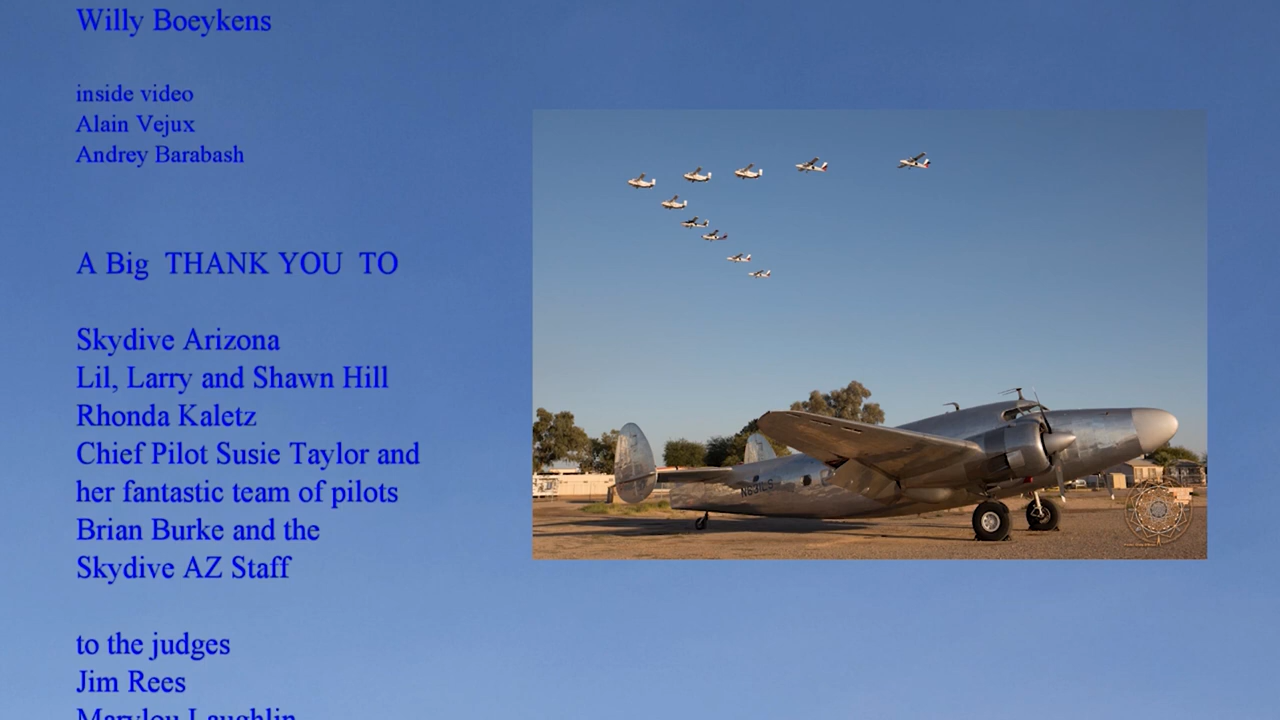 Willy Boeykens
inside video
Alain Vejux
Andrey Barabash
A Big THANK YOU TO
Skydive Arizona
Lil, Larry and Shawn Hill
Rhonda Kaletz
Chief Pilot Susie Taylor and
her fantastic team of pilots
Brian Burke and the
Skydive AZ Staff
to the judges
Jim Rees
Marylou Laughlin